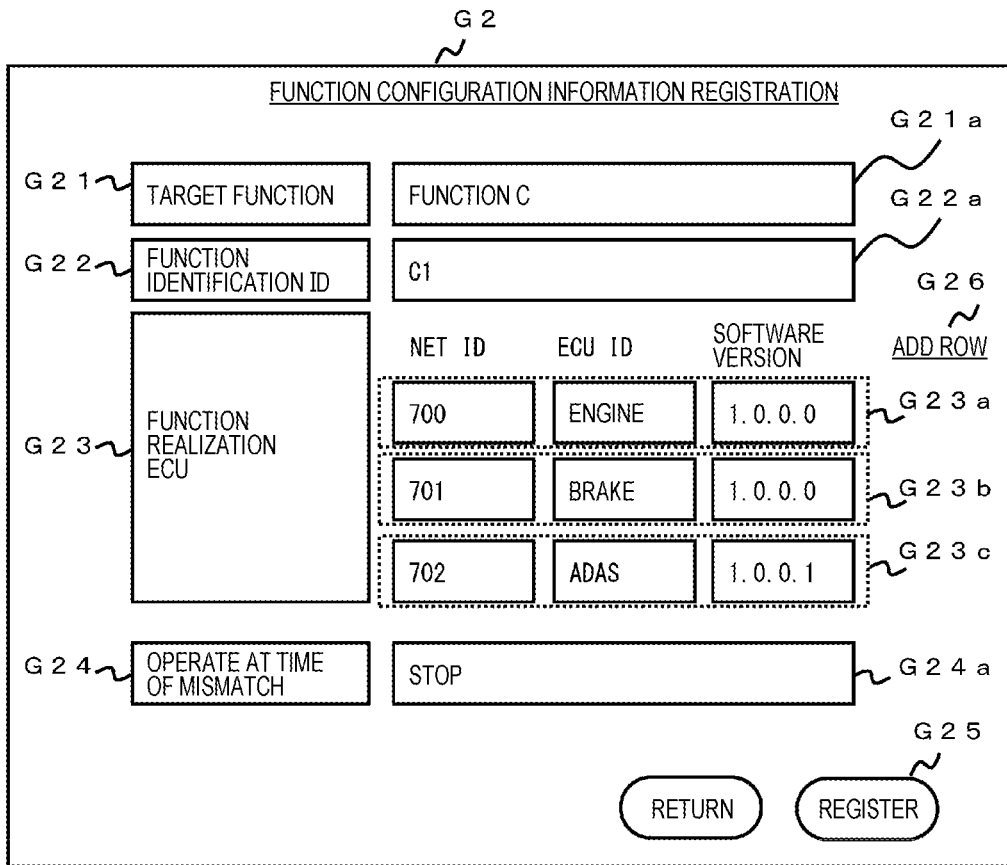 G2
FUNCTION CONFIGURATION INFORMATION REGISTRATION
G21a
G21
TARGET FUNCTION
FUNCTION C
G22a
G22
FUNCTION
IDENTIFICATION ID
C1
G26
ADD ROW
NET ID
ECU ID
SOFTWARE
VERSION
G23
FUNCTION
REALIZATION
ECU
700
ENGINE
1.0.0.0
G23a
701
BRAKE
1.0.0.0
G23b
702
ADAS
1.0.0.1
G23c
G24
OPERATE AT TIME
OF MISMATCH
STOP
G24a
G25
RETURN
REGISTER